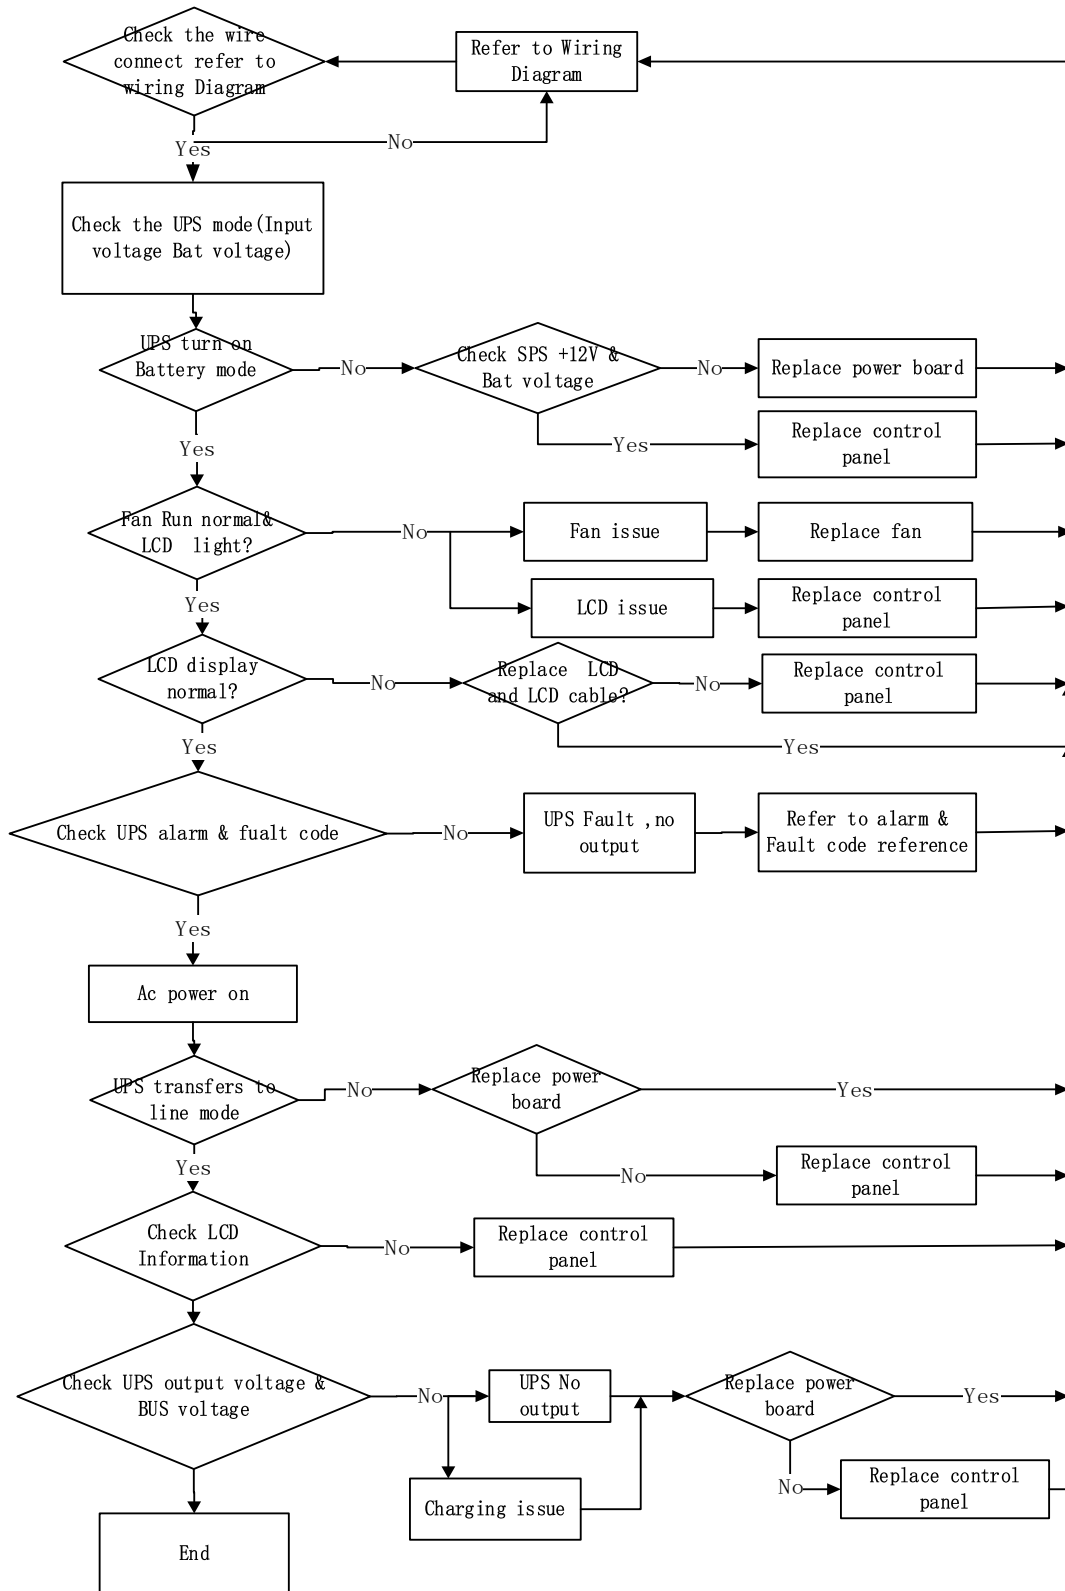 Check the wire
connect refer to
wiring Diagram
Refer to Wiring
Diagram
No
Yes
Check the UPS mode(Input
voltage Bat voltage)
UPS turn on
Battery mode
No
Check SPS +12V &
Bat voltage
No
Replace power board
Yes
Replace control
panel
Yes
Fan Run normal&
LCD light?
No
Fan issue
Replace fan
LCD issue
Replace control
panel
Yes
LCD display
normal?
No
Replace LCD
and LCD cable?
No
Replace control
panel
Yes
Yes
Check UPS alarm & fualt code
No
UPS Fault ,no
output
Refer to alarm &
Fault code reference
Yes
Ac power on
UPS transfers to
line mode
No
Replace power
board
Yes
No
Replace control
panel
Yes
Check LCD
Information
No
Replace control
panel
Check UPS output voltage &
BUS voltage
No
UPS No
output
Replace power
board
Yes
Charging issue
No
Replace control
panel
End